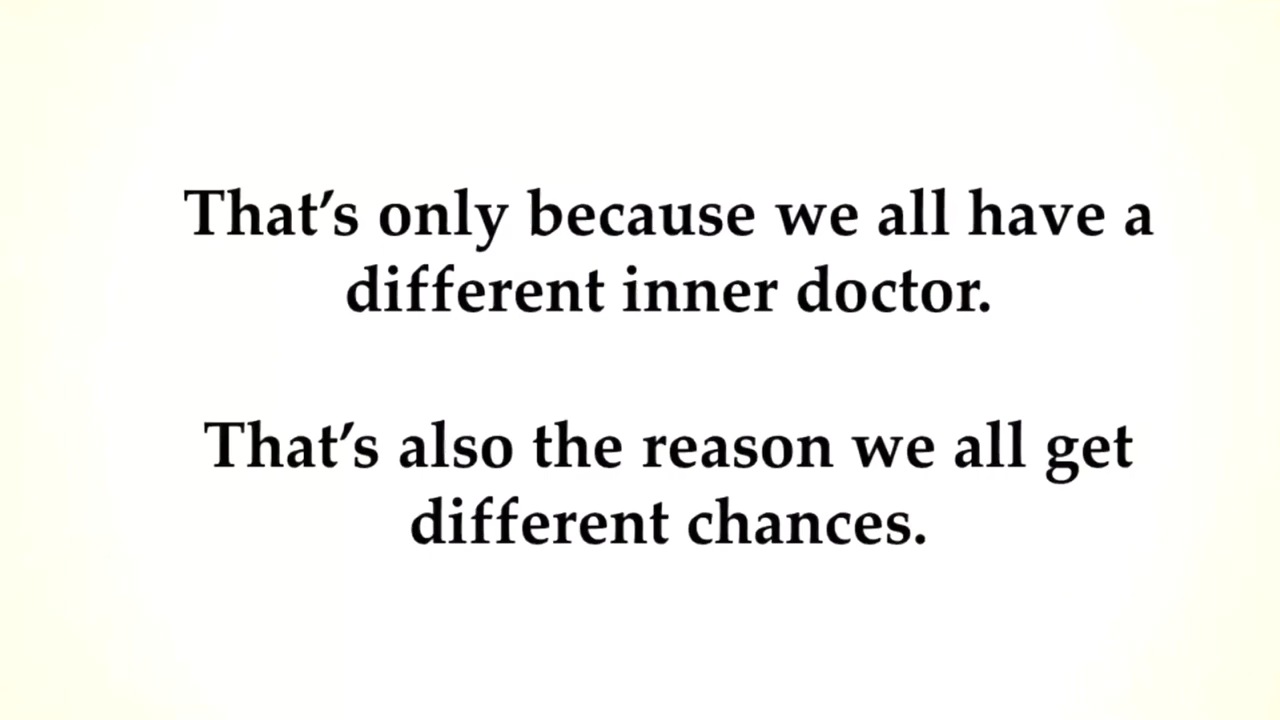 That’s only because we all have a
different inner doctor.
That’s also the reason we all get
different chances.